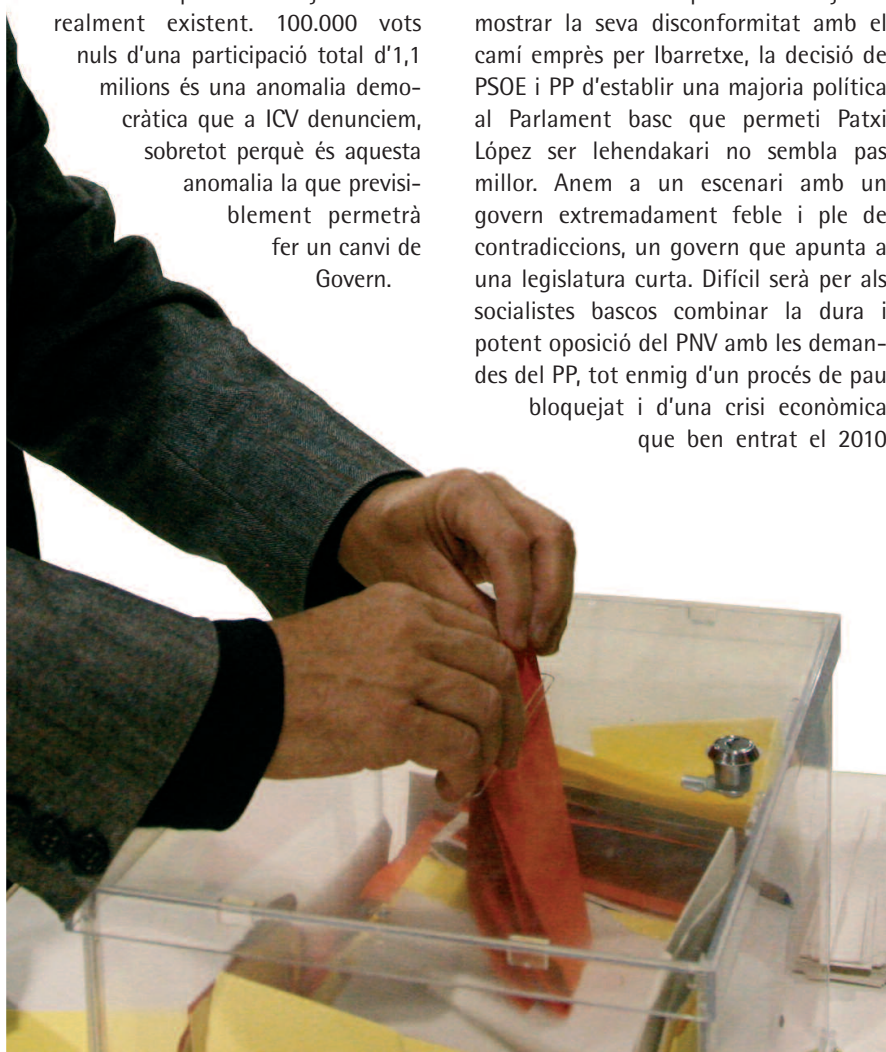 realment existent. 100.000 vots
nuls d'una participació total d'1,1
milions és una anomalia demo-
cràtica que a ICV denunciem,
sobretot perquè és aquesta
anomalia la que previsi-
blement permetrà
fer un canvi de
Govern.
mostrar la seva disconformitat amb el
camí emprès per Ibarretxe, la decisió de
PSOE i PP d'establir una majoria política
al Parlament basc que permeti Patxi
López ser lehendakari no sembla pas
millor. Anem a un escenari amb un
govern extremadament feble i ple de
contradiccions, un govern que apunta a
una legislatura curta. Difícil serà per als
socialistes bascos combinar la dura i
potent oposició del PNV amb les deman-
des del PP, tot enmig d'un procés de pau
bloquejat i d'una crisi econòmica
que ben entrat el 2010